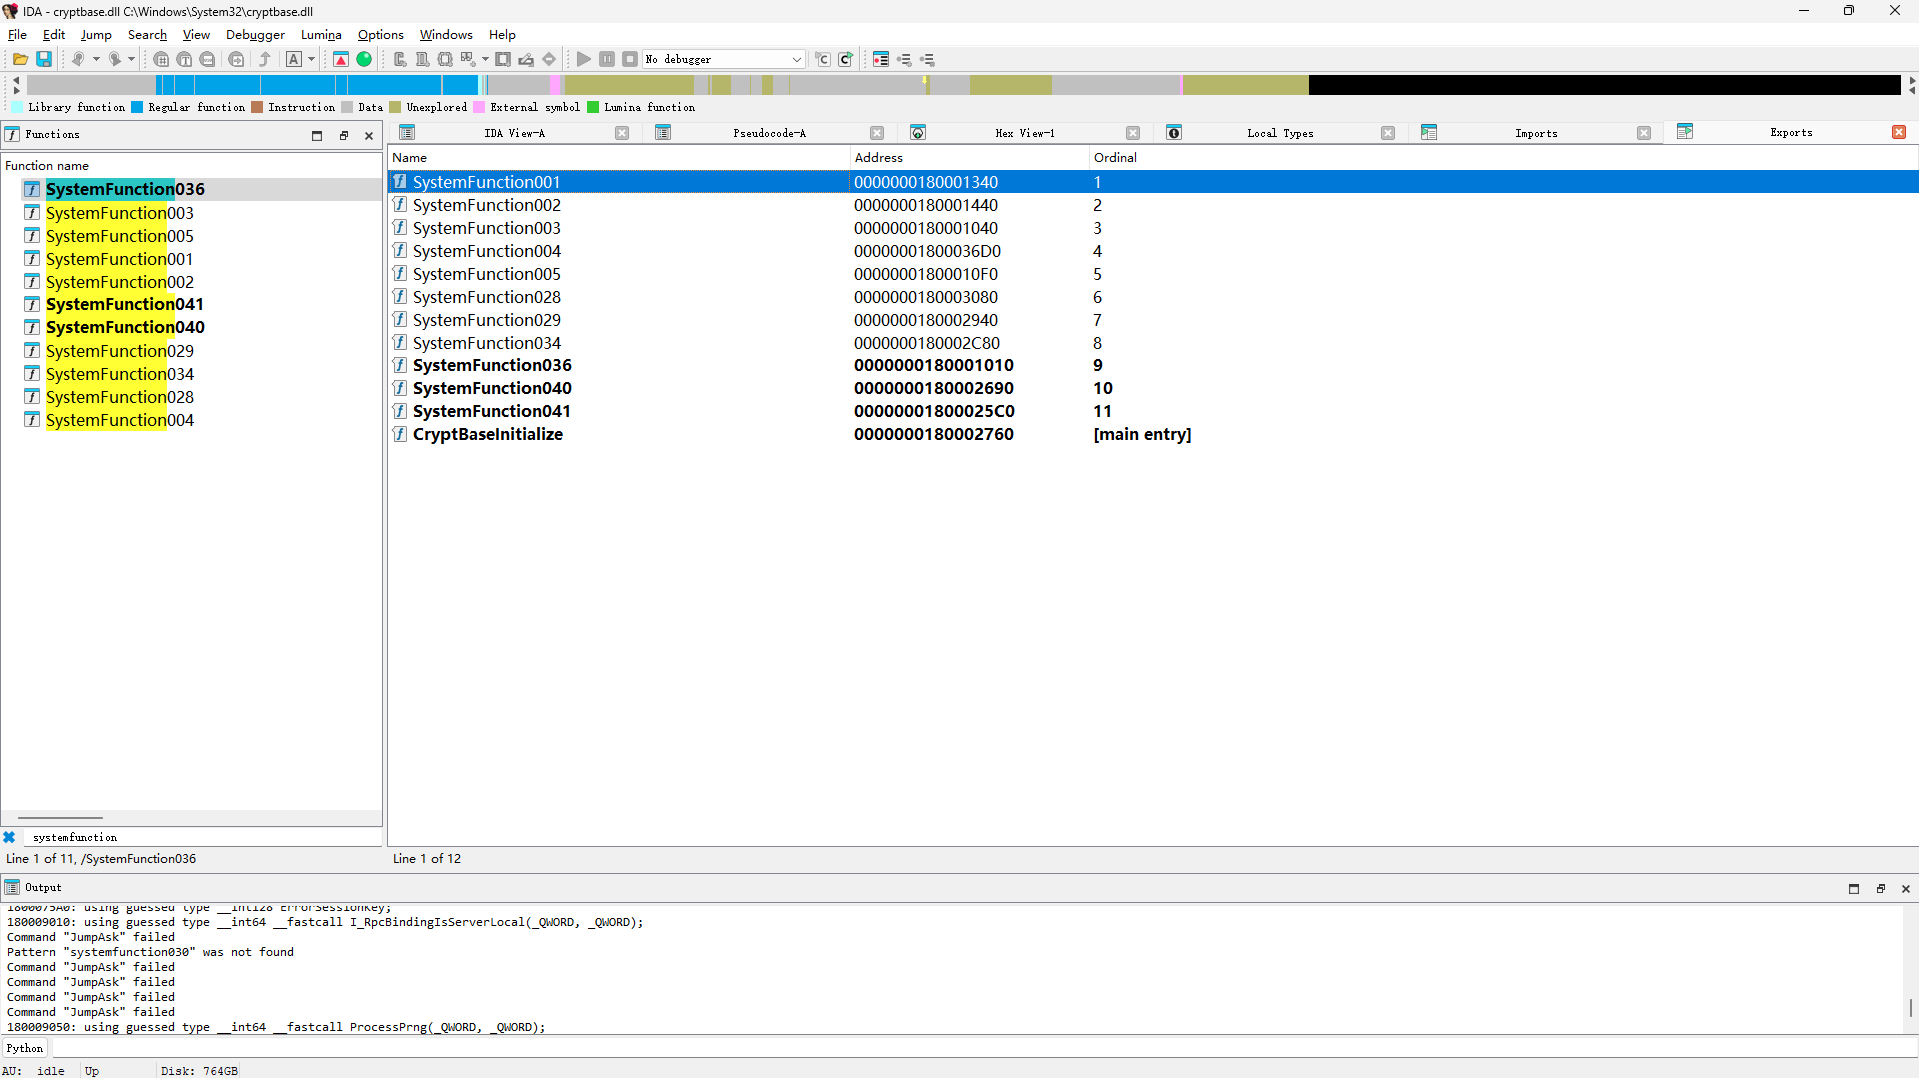 IDA - cryptbase.dll C:\Windows\System32\cryptbase.dll
File Edit Jump Search View Debugger Lumina Options Windows Help
A No debugger
Library function Regular function Instruction Data Unexplored External symbol Lumina function
Functions
Function name
SystemFunction036
SystemFunction003
SystemFunction005
SystemFunction001
SystemFunction002
SystemFunction041
SystemFunction040
SystemFunction029
SystemFunction034
SystemFunction028
SystemFunction004
systemfunction
Line 1 of 11, /SystemFunction036
IDA View-A Pseudocode-A Hex View-1 Local Types Imports Exports
Name Address Ordinal
SystemFunction001 0000000180001340 1
SystemFunction002 0000000180001440 2
SystemFunction003 0000000180001040 3
SystemFunction004 00000001800036D0 4
SystemFunction005 00000001800010F0 5
SystemFunction028 0000000180003080 6
SystemFunction029 0000000180002940 7
SystemFunction034 0000000180002C80 8
SystemFunction036 0000000180001010 9
SystemFunction040 0000000180002690 10
SystemFunction041 00000001800025C0 11
CryptBaseInitialize 0000000180002760 [main entry]
Line 1 of 12
Output
1800075A0: using guessed type __int128 ErrorSessionKey;
180009010: using guessed type __int64 __fastcall I_RpcBindingIsServerLocal(_QWORD, _QWORD);
Command "JumpAsk" failed
Pattern "systemfunction030" was not found
Command "JumpAsk" failed
Command "JumpAsk" failed
Command "JumpAsk" failed
Command "JumpAsk" failed
180009050: using guessed type __int64 __fastcall ProcessPrng(_QWORD, _QWORD);
Python
AU: idle Up Disk: 764GB